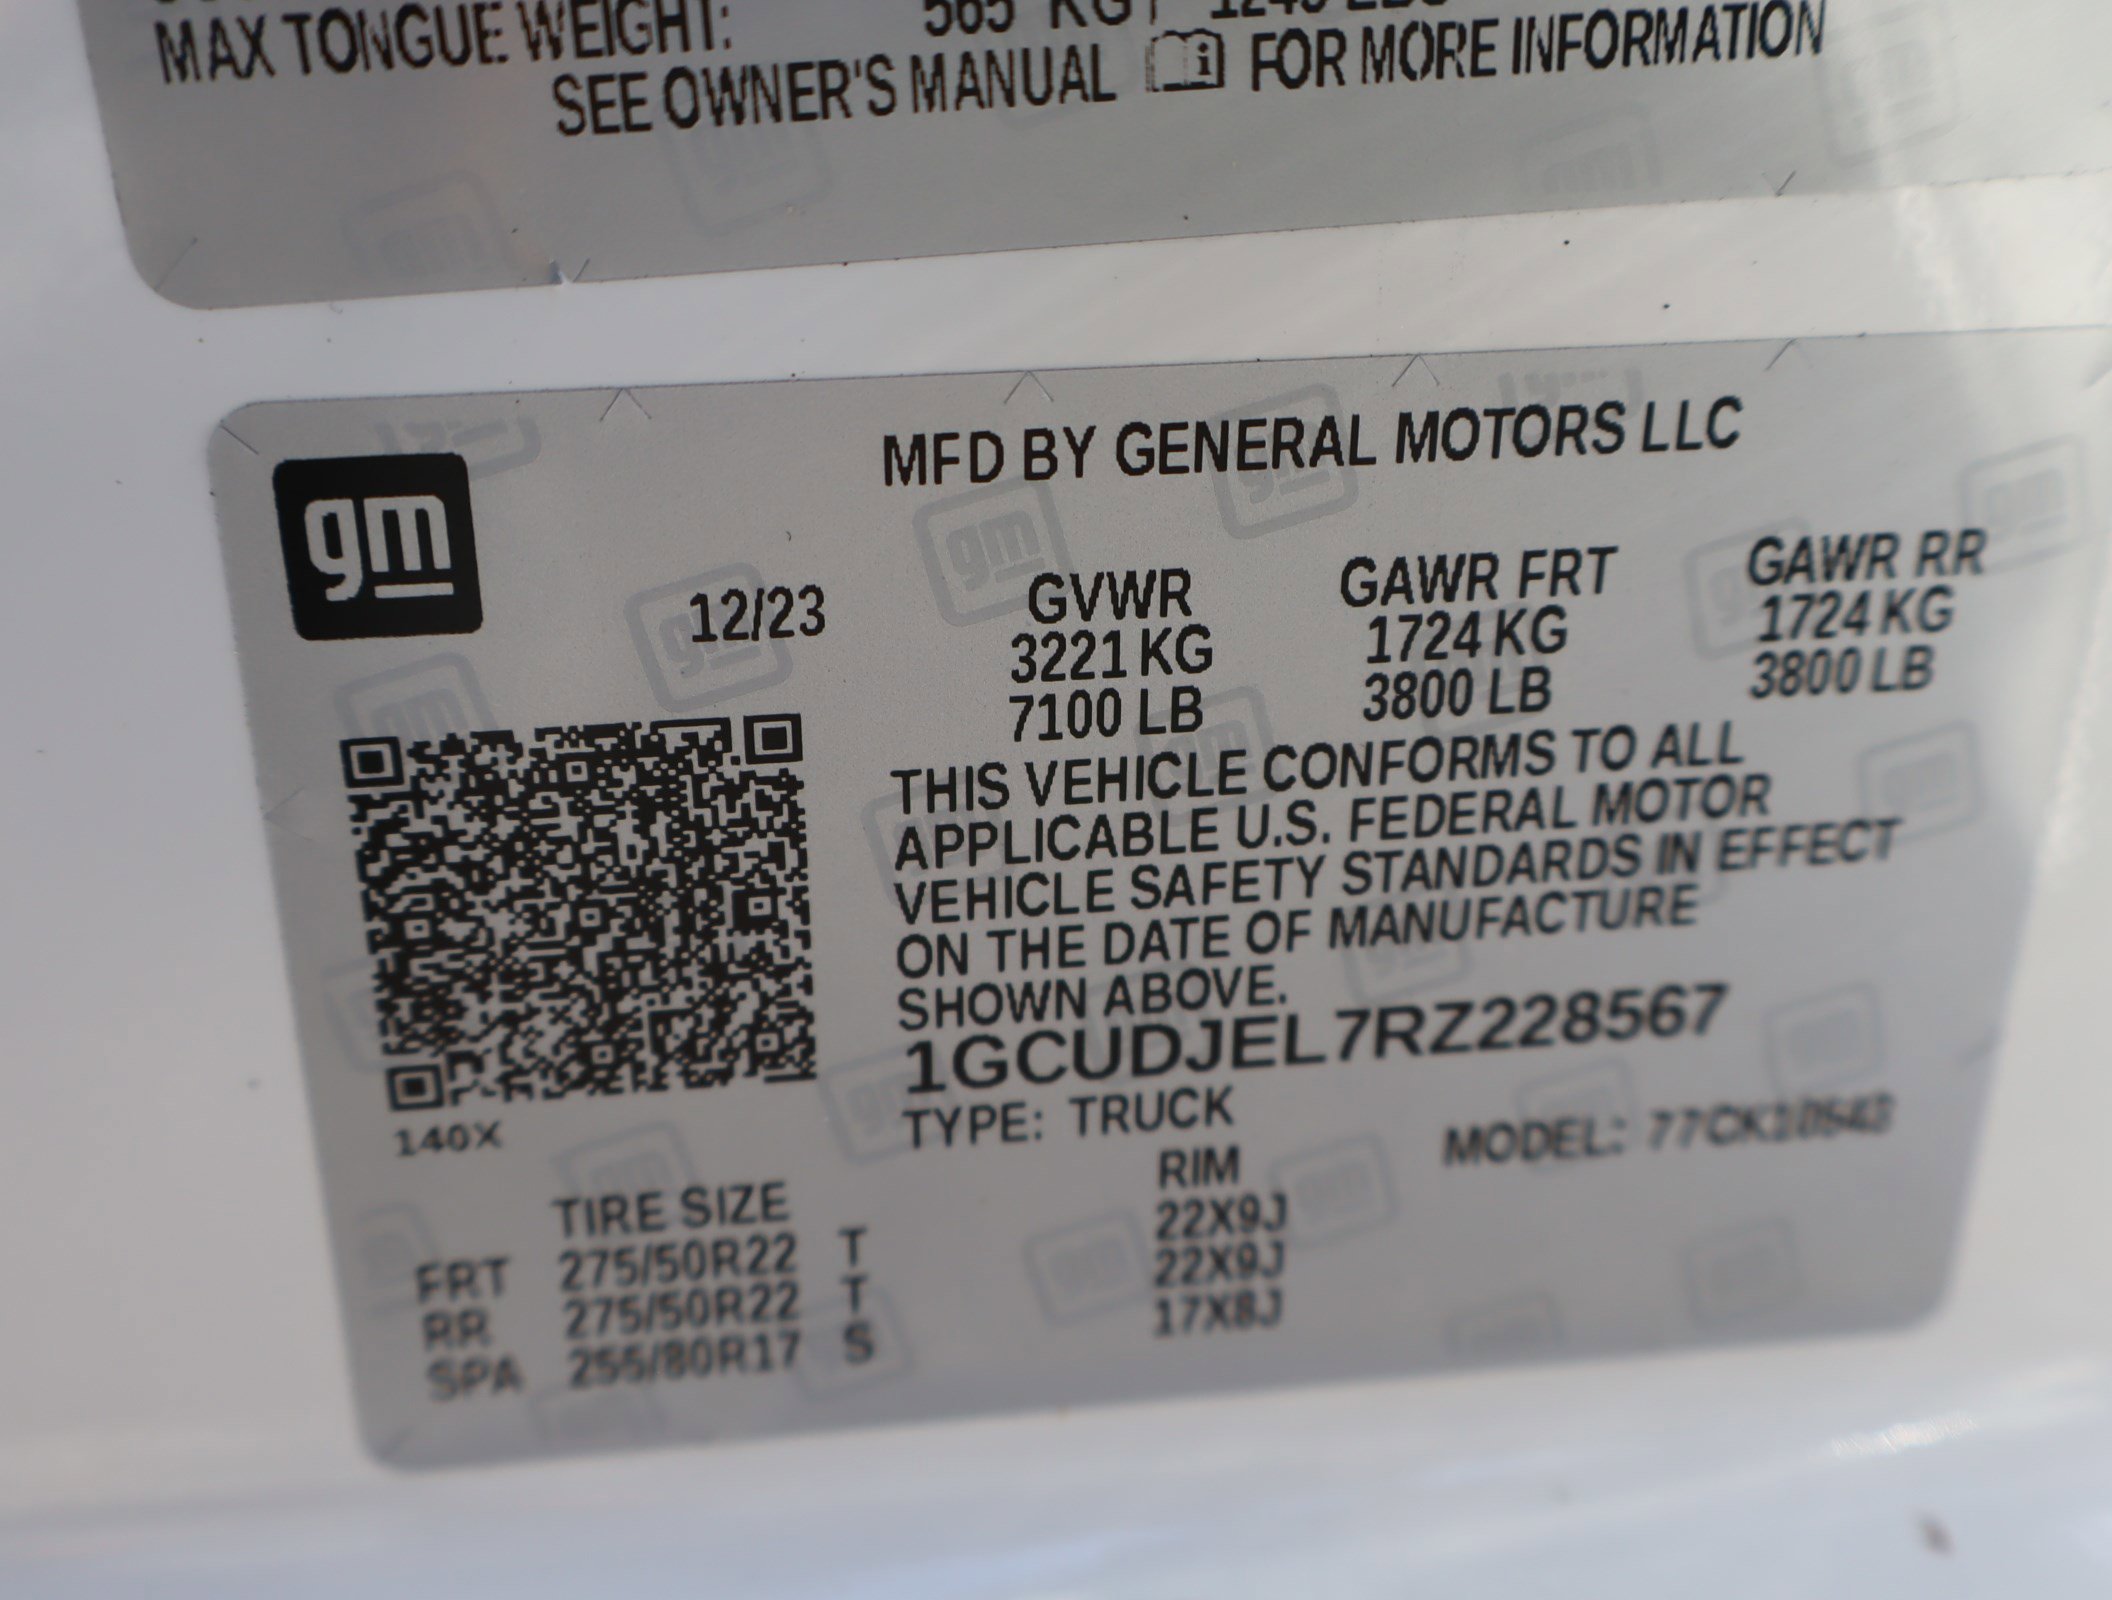 MAX TONGUE WEIGHT: 565 KG
SEE OWNER'S MANUAL i FOR MORE INFORMATION
MFD BY GENERAL MOTORS LLC
gm
12/23
GVWR GAWR FRT GAWR RR
3221 KG 1724 KG 1724 KG
7100 LB 3800 LB 3800 LB
THIS VEHICLE CONFORMS TO ALL
APPLICABLE U.S. FEDERAL MOTOR
VEHICLE SAFETY STANDARDS IN EFFECT
ON THE DATE OF MANUFACTURE
SHOWN ABOVE.
1GCUDJEL7RZ228567
140X
TYPE: TRUCK MODEL: 77CK10543
TIRE SIZE RIM
FRT 275/50R22 T 22X9J
RR 275/50R22 T 22X9J
SPA 255/80R17 S 17X8J